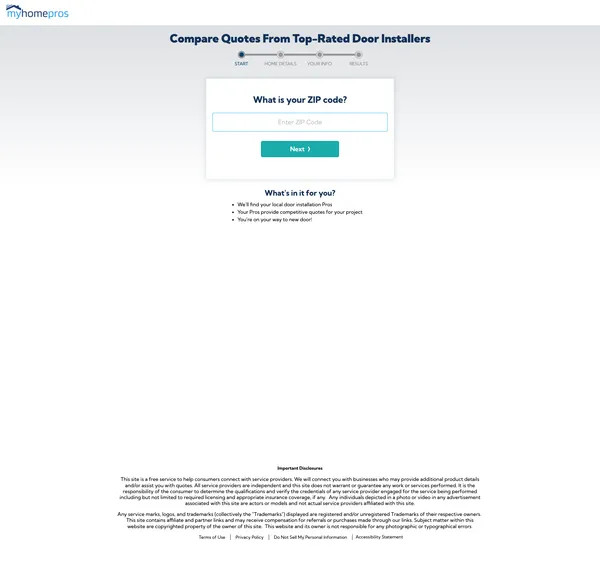 myhomepros
Compare Quotes From Top-Rated Door Installers
START HOME DETAILS YOUR INFO RESULTS
What is your ZIP code?
Enter ZIP Code
Next ›
What's in it for you?
• We'll find your local door installation Pros
• Your Pros provide competitive quotes for your project
• You're on your way to new door!
Important Disclosures
This site is a free service to help consumers connect with service providers. We will connect you with businesses who may provide additional product details
and/or assist you with quotes. All service providers are independent and this site does not warrant or guarantee any work or services performed. It is the
responsibility of the consumer to determine the qualifications and verify the credentials of any service provider engaged for the service being performed
including but not limited to required licensing and appropriate insurance coverage, if any. Any individuals depicted in a photo or video in any advertisement
associated with this site are actors or models and not actual service providers affiliated with this site.
Any service marks, logos, and trademarks (collectively the "Trademarks") displayed are registered and/or unregistered Trademarks of their respective owners.
This site contains affiliate and partner links and may receive compensation for referrals or purchases made through our links. Subject matter within this
website are copyrighted property of the owner of this site. This website and its owner is not responsible for any photographic or typographical errors
Terms of Use | Privacy Policy | Do Not Sell My Personal Information | Accessibility Statement